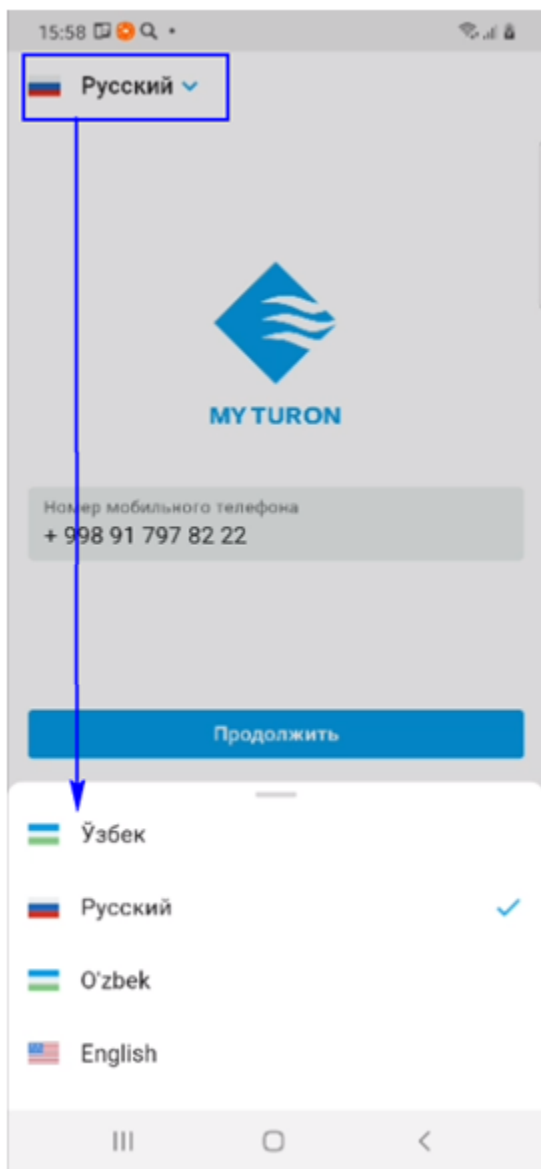 15:58
Русский
MY TURON
Номер мобильного телефона
+ 998 91 797 82 22
Продолжить
Ўзбек
Русский
O'zbek
English